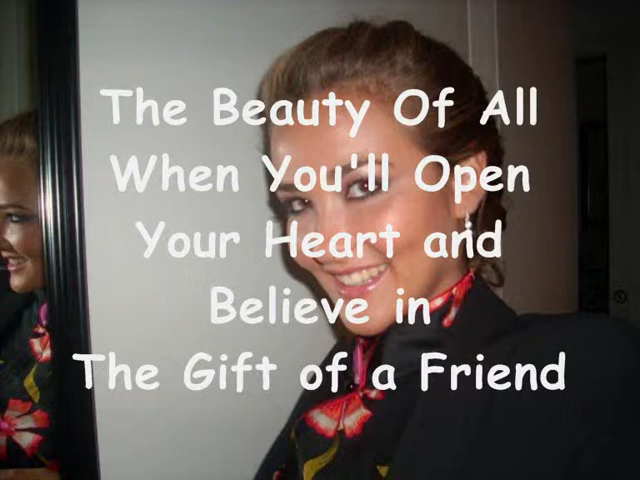 The Beauty Of All
When You'll Open
Your Heart and
Believe in
The Gift of a Friend